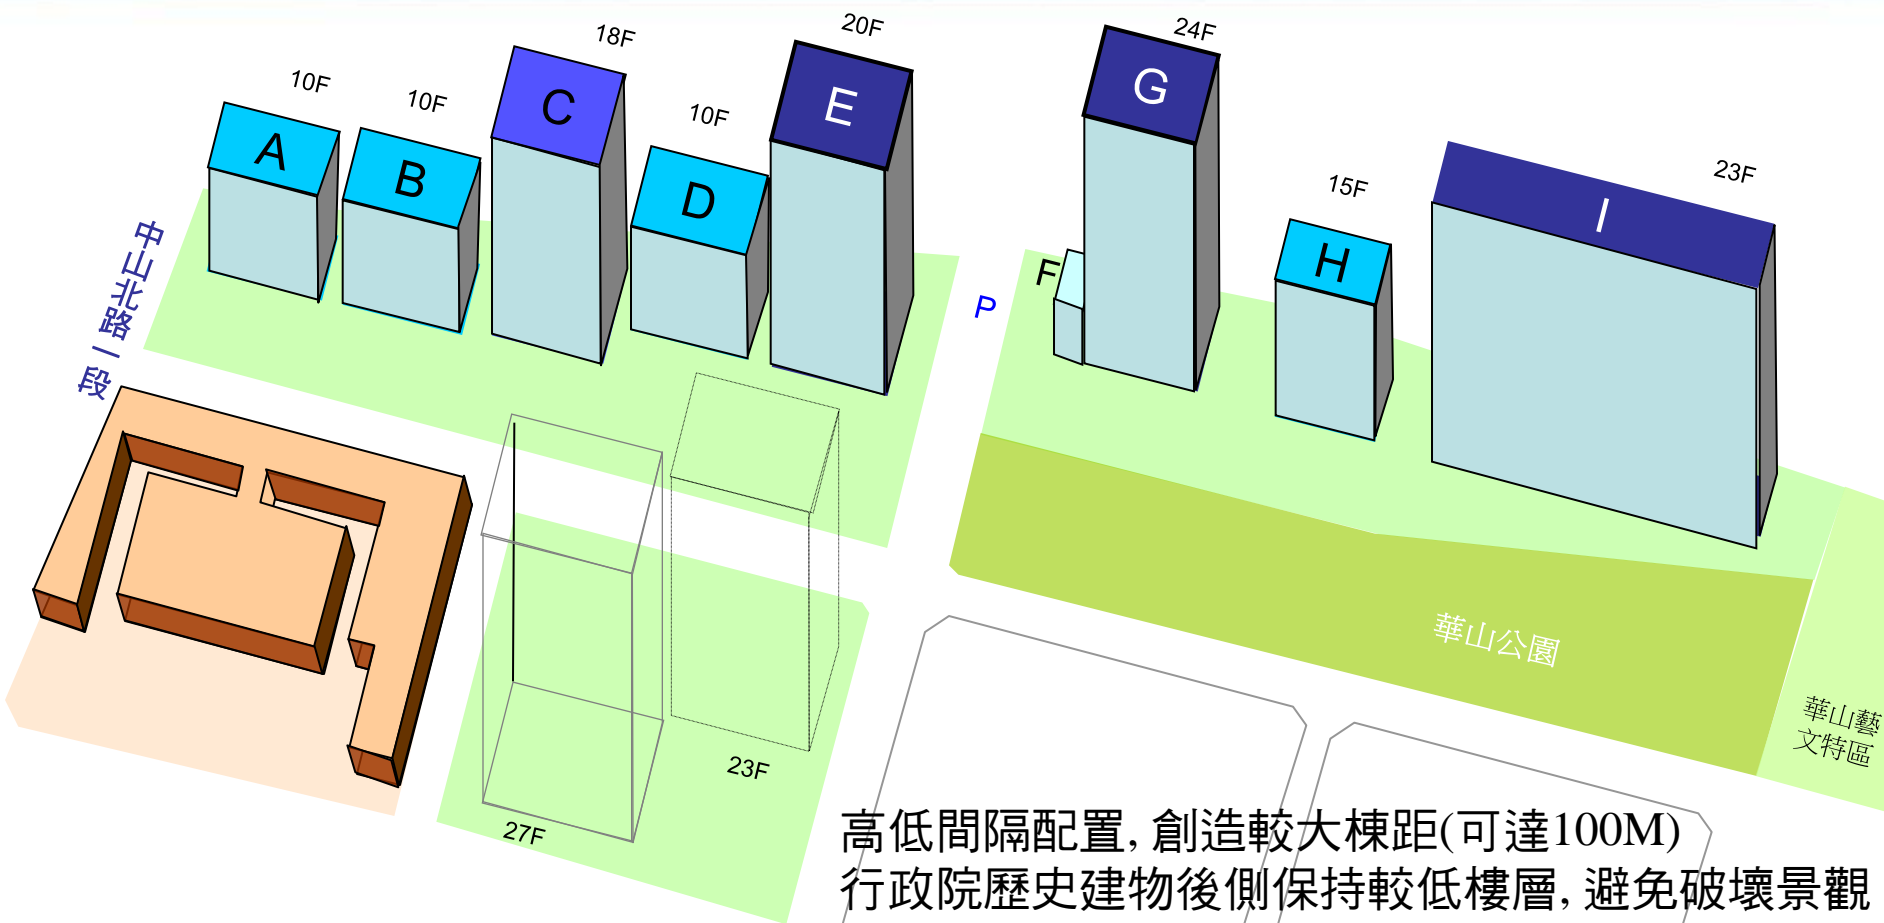 10F
10F
18F
10F
20F
24F
15F
23F
A
B
C
D
E
F
G
H
I
P
中山北路一段
華山公園
華山藝
文特區
23F
27F
高低間隔配置, 創造較大棟距(可達100M)
行政院歷史建物後側保持較低樓層, 避免破壞景觀